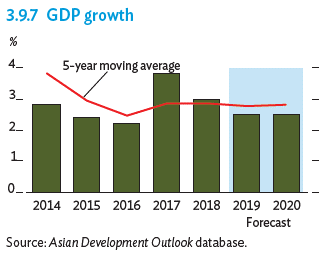 3.9.7 GDP growth
%
5-year moving average
4
3
2
1
0
2014 2015 2016 2017 2018 2019 2020
Forecast
Source: Asian Development Outlook database.